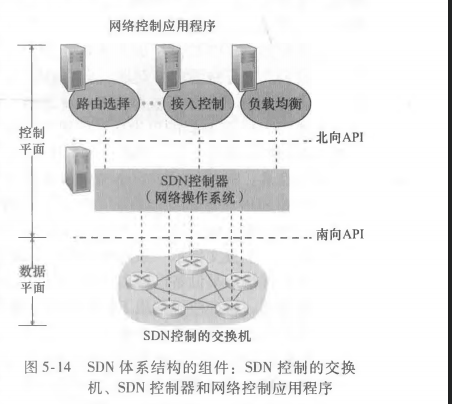 网络控制应用程序
路由选择
接入控制
负载均衡
控制
平面
北向API
SDN控制器
（网络操作系统）
南向API
数据
平面
SDN控制的交换机
图 5-14 SDN 体系结构的组件：SDN 控制的交换
机、SDN 控制器和网络控制应用程序